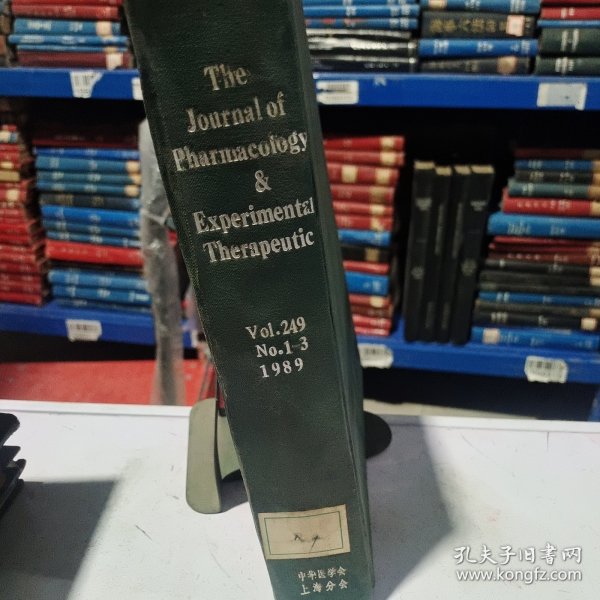 The
Journal of
Pharmacology
&
Experimental
Therapeutic
Vol.249
No.1-3
1989
中华医学会
上海分会
孔夫子旧书网
www.kongfz.com